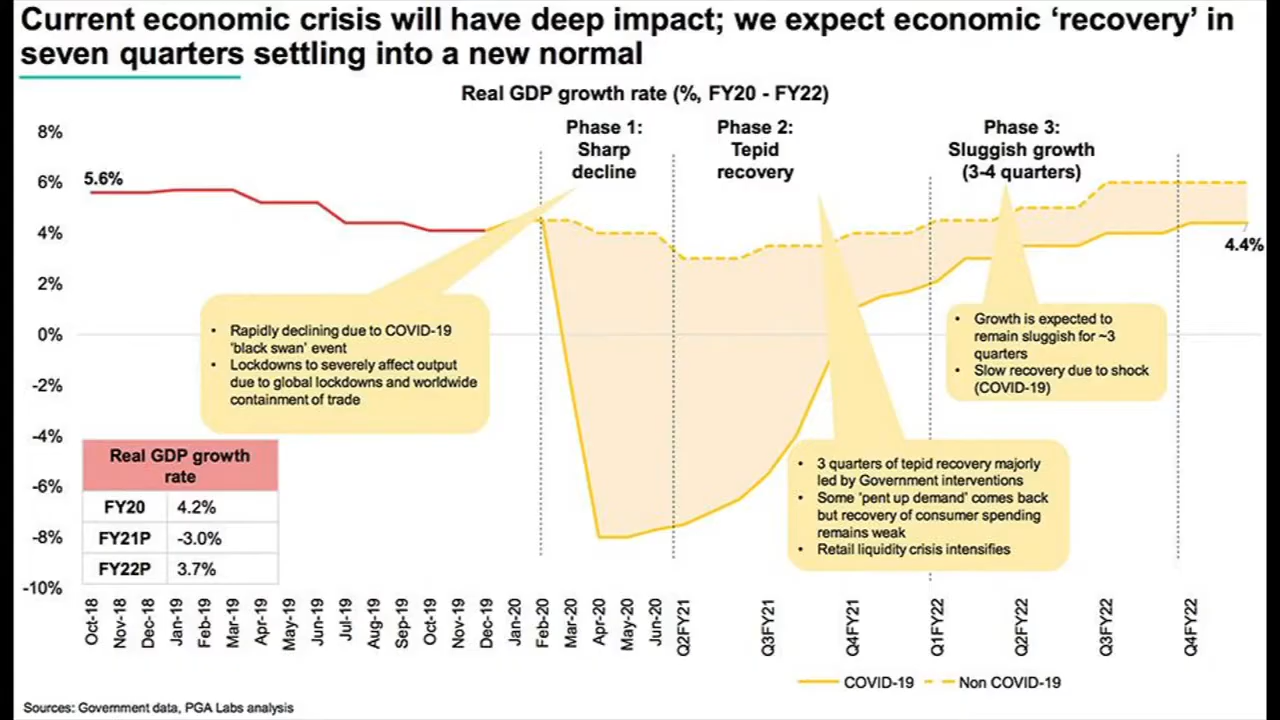 Current economic crisis will have deep impact; we expect economic ‘recovery’ in
seven quarters settling into a new normal
Real GDP growth rate (%, FY20 - FY22)
Phase 1:
Sharp
decline
Phase 2:
Tepid
recovery
Phase 3:
Sluggish growth
(3-4 quarters)
8%
6%
4%
2%
0%
-2%
-4%
-6%
-8%
-10%
5.6%
4.4%
• Rapidly declining due to COVID-19
‘black swan’ event
• Lockdowns to severely affect output
due to global lockdowns and worldwide
containment of trade
• Growth is expected to
remain sluggish for ~3
quarters
• Slow recovery due to shock
(COVID-19)
• 3 quarters of tepid recovery majorly
led by Government interventions
• Some ‘pent up demand’ comes back
but recovery of consumer spending
remains weak
• Retail liquidity crisis intensifies
Real GDP growth
rate
FY20 4.2%
FY21P -3.0%
FY22P 3.7%
Oct-18
Nov-18
Dec-18
Jan-19
Feb-19
Mar-19
Apr-19
May-19
Jun-19
Jul-19
Aug-19
Sep-19
Oct-19
Nov-19
Dec-19
Jan-20
Feb-20
Mar-20
Apr-20
May-20
Jun-20
Q2FY21
Q3FY21
Q4FY21
Q1FY22
Q2FY22
Q3FY22
Q4FY22
COVID-19
Non COVID-19
Sources: Government data, PGA Labs analysis